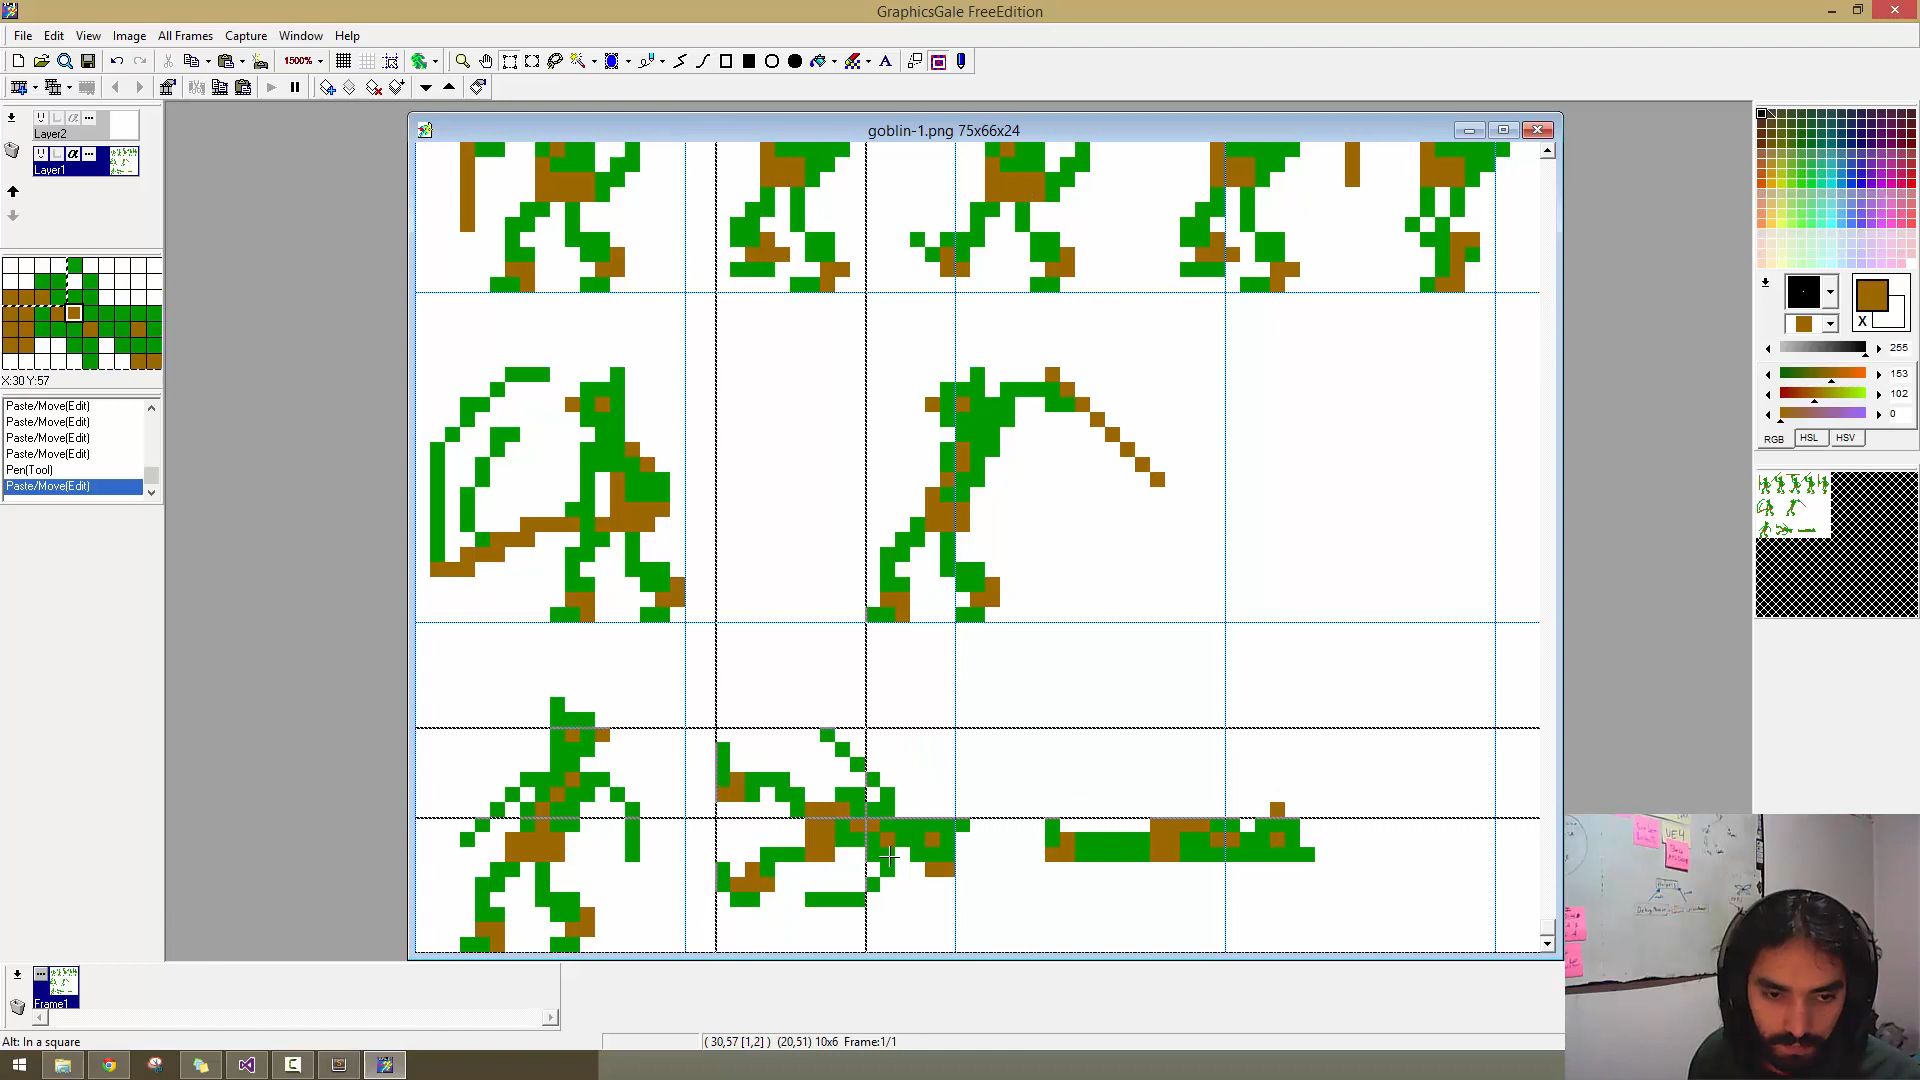 GraphicsGale FreeEdition
File Edit View Image All Frames Capture Window Help
1500%
A
Layer2
Layer1
goblin-1.png 75x66x24
X:30 Y:57
Paste/Move(Edit)
Paste/Move(Edit)
Paste/Move(Edit)
Paste/Move(Edit)
Pen(Tool)
Paste/Move(Edit)
X
255
153
102
0
RGB HSL HSV
Frame1
Alt: In a square
( 30,57 [1,2] ) (20,51) 10x6 Frame:1/1
VE4